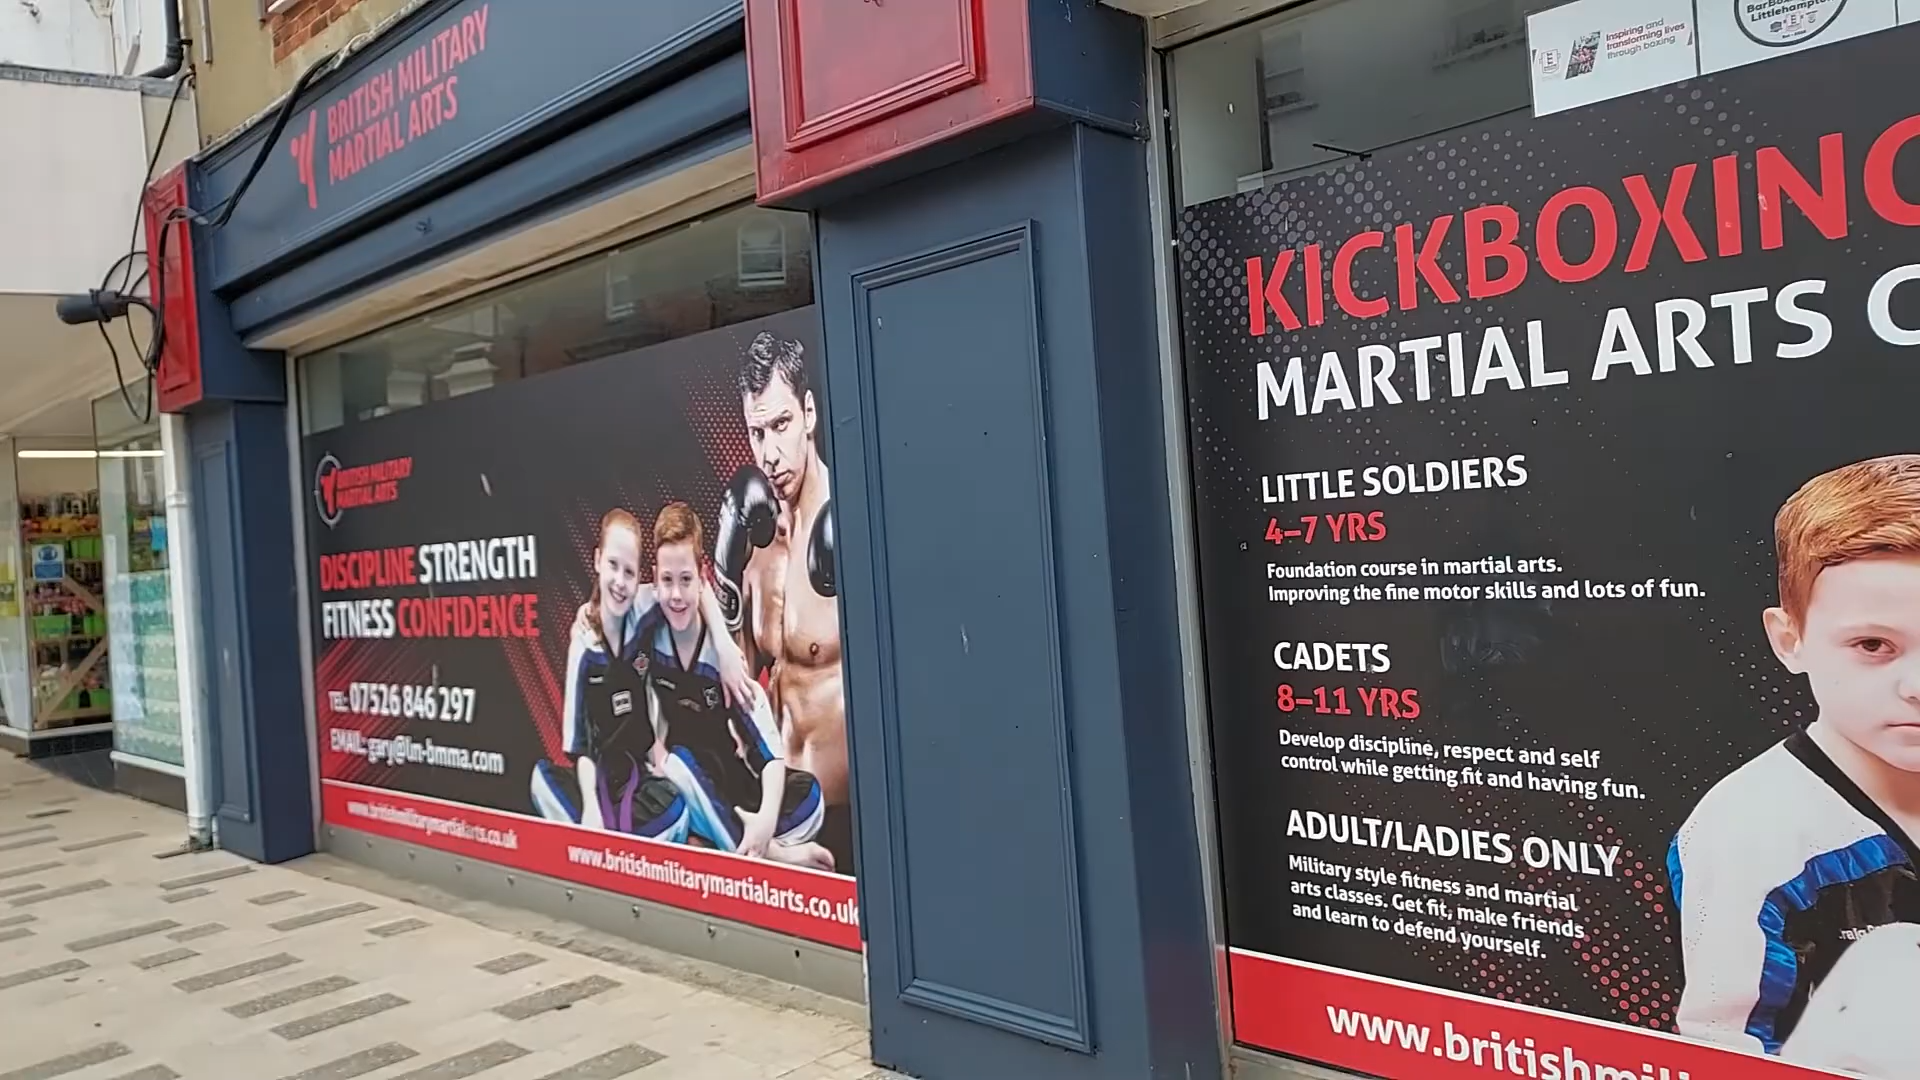 BRITISH MILITARY
MARTIAL ARTS
BRITISH MILITARY
MARTIAL ARTS
DISCIPLINE STRENGTH
FITNESS CONFIDENCE
TEL: 07526 846 297
EMAIL: gary@lm-bmma.com
www.britishmilitarymartialarts.co.uk
www.britishmilitarymartialarts.co.uk
Inspiring and
transforming lives
through boxing
Littlehampton
KICKBOXING
MARTIAL ARTS C
LITTLE SOLDIERS
4–7 YRS
Foundation course in martial arts.
Improving the fine motor skills and lots of fun.
CADETS
8–11 YRS
Develop discipline, respect and self
control while getting fit and having fun.
ADULT/LADIES ONLY
Military style fitness and martial
arts classes. Get fit, make friends
and learn to defend yourself.
www.britishmili